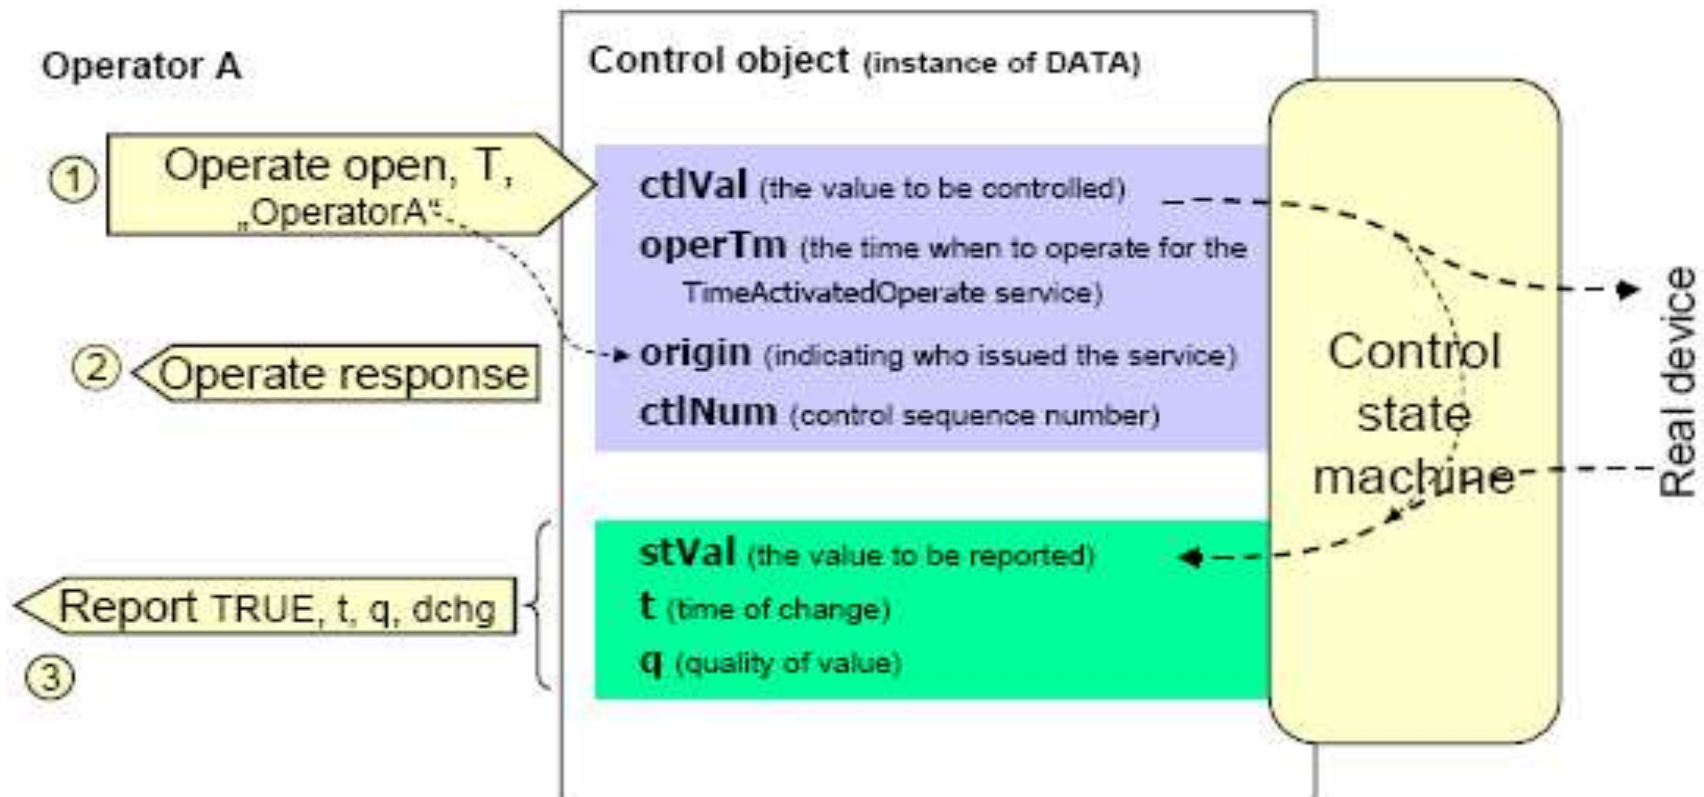 Operator A
Control object (instance of DATA)
1
Operate open, T,
„OperatorA“
ctlVal (the value to be controlled)
operTm (the time when to operate for the
TimeActivatedOperate service)
2
Operate response
origin (indicating who issued the service)
ctlNum (control sequence number)
Control
state
machine
Real device
stVal (the value to be reported)
t (time of change)
q (quality of value)
Report TRUE, t, q, dchg
3